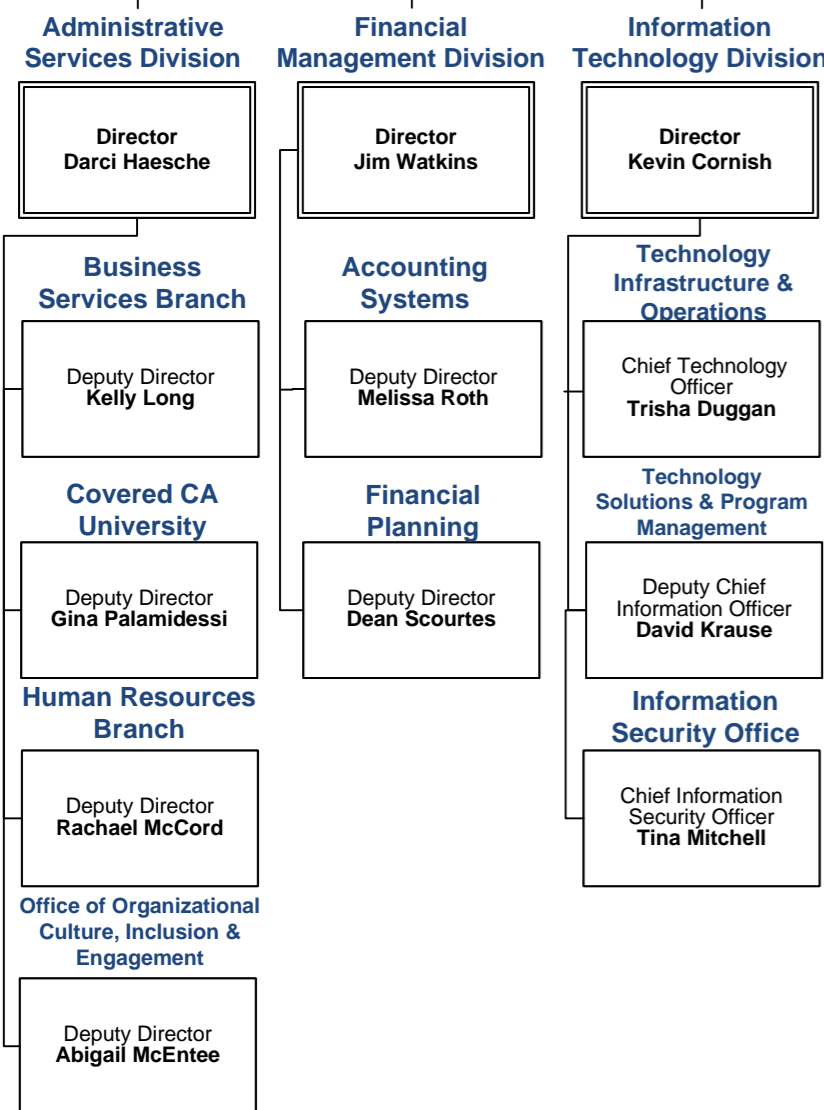 Administrative
Services Division
Director
Darci Haesche
Business
Services Branch
Deputy Director
Kelly Long
Covered CA
University
Deputy Director
Gina Palamidessi
Human Resources
Branch
Deputy Director
Rachael McCord
Office of Organizational
Culture, Inclusion &
Engagement
Deputy Director
Abigail McEntee
Financial
Management Division
Director
Jim Watkins
Accounting
Systems
Deputy Director
Melissa Roth
Financial
Planning
Deputy Director
Dean Scourtes
Information
Technology Division
Director
Kevin Cornish
Technology
Infrastructure &
Operations
Chief Technology
Officer
Trisha Duggan
Technology
Solutions & Program
Management
Deputy Chief
Information Officer
David Krause
Information
Security Office
Chief Information
Security Officer
Tina Mitchell